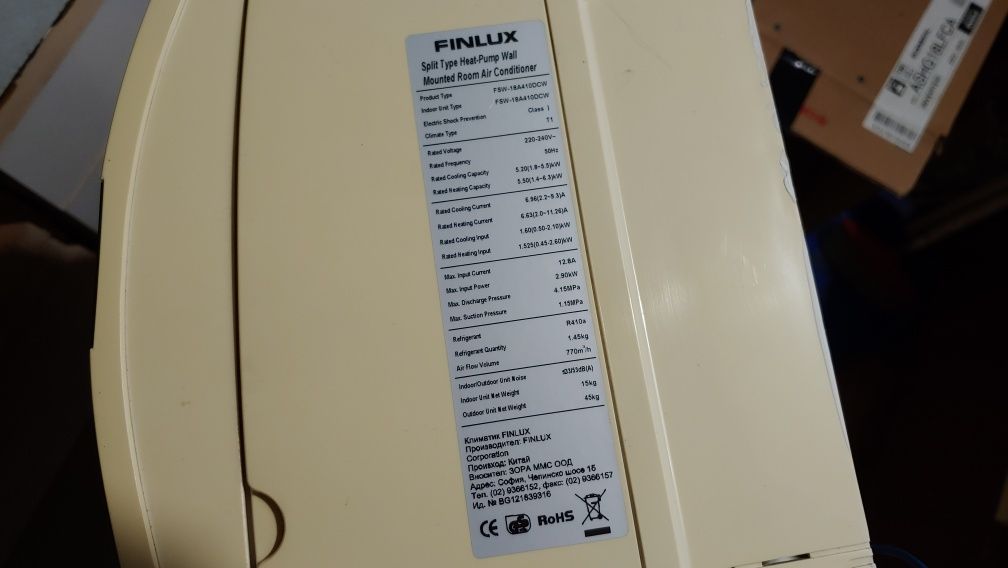 FINLUX
Split Type Heat-Pump Wall
Mounted Room Air Conditioner
Product Type FSW-18A410DCW
Indoor Unit Type FSW-18A410DCW
Electric Shock Prevention Class I
Climate Type T1
Rated Voltage 220-240V~
Rated Frequency 50Hz
Rated Cooling Capacity 5.20(1.8~5.5)kW
Rated Heating Capacity 5.50(1.4~6.3)kW
Rated Cooling Current 6.96(2.2~9.3)A
Rated Heating Current 6.63(2.0~11.26)A
Rated Cooling Input 1.60(0.50-2.10)kW
Rated Heating Input 1.525(0.45-2.60)kW
Max. Input Current 12.8A
Max. Input Power 2.90kW
Max. Discharge Pressure 4.15MPa
Max. Suction Pressure 1.15MPa
Refrigerant R410a
Refrigerant Quantity 1.45kg
Air Flow Volume 770m³/h
Indoor/Outdoor Unit Noise dB(A)
Indoor Unit Net Weight 15kg
Outdoor Unit Net Weight 45kg
Климатик FINLUX
Производител: FINLUX
Corporation
Произход: Китай
Вносител: ЗОРА ММС ООД
Адрес: София, Чепинско шосе 16
Тел. (02) 9366152, факс: (02) 9366157
Ид. № BG121639316
CE GS RoHS
ASHG18LFCA
INVERTER